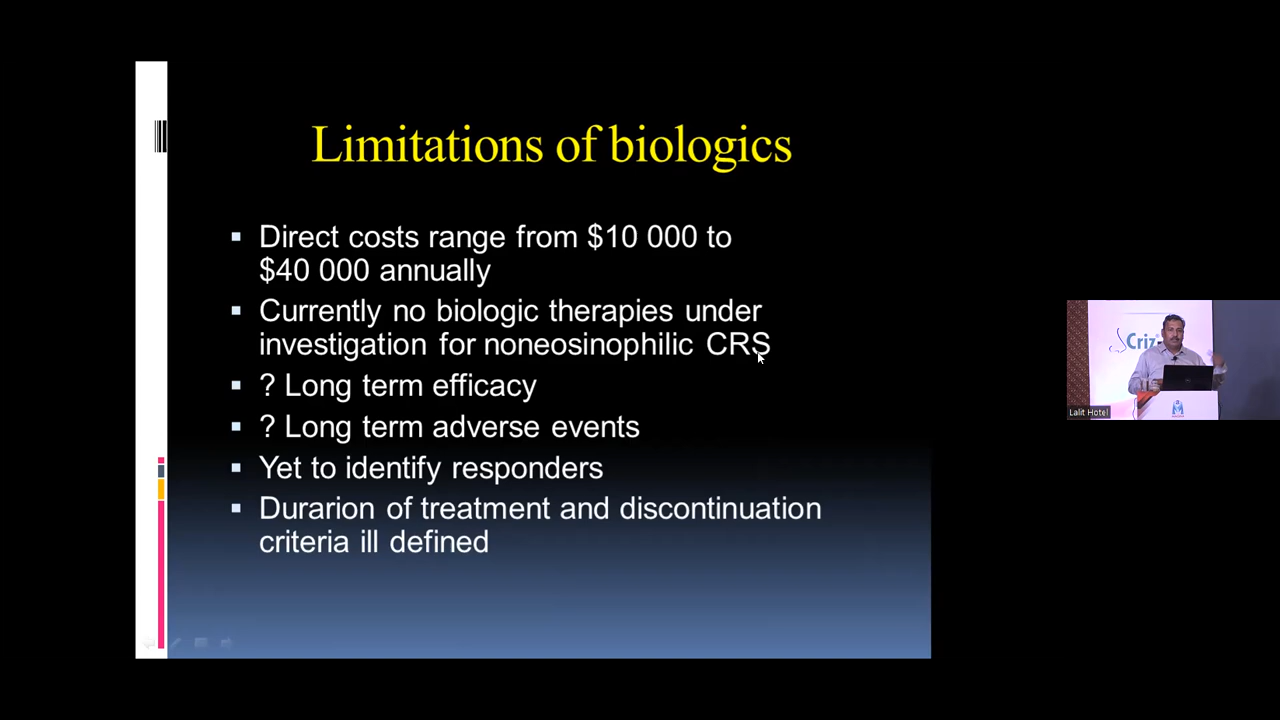 Limitations of biologics
Direct costs range from $10 000 to
$40 000 annually
Currently no biologic therapies under
investigation for noneosinophilic CRS
? Long term efficacy
? Long term adverse events
Yet to identify responders
Durarion of treatment and discontinuation
criteria ill defined
Criz
Lalit Hotel